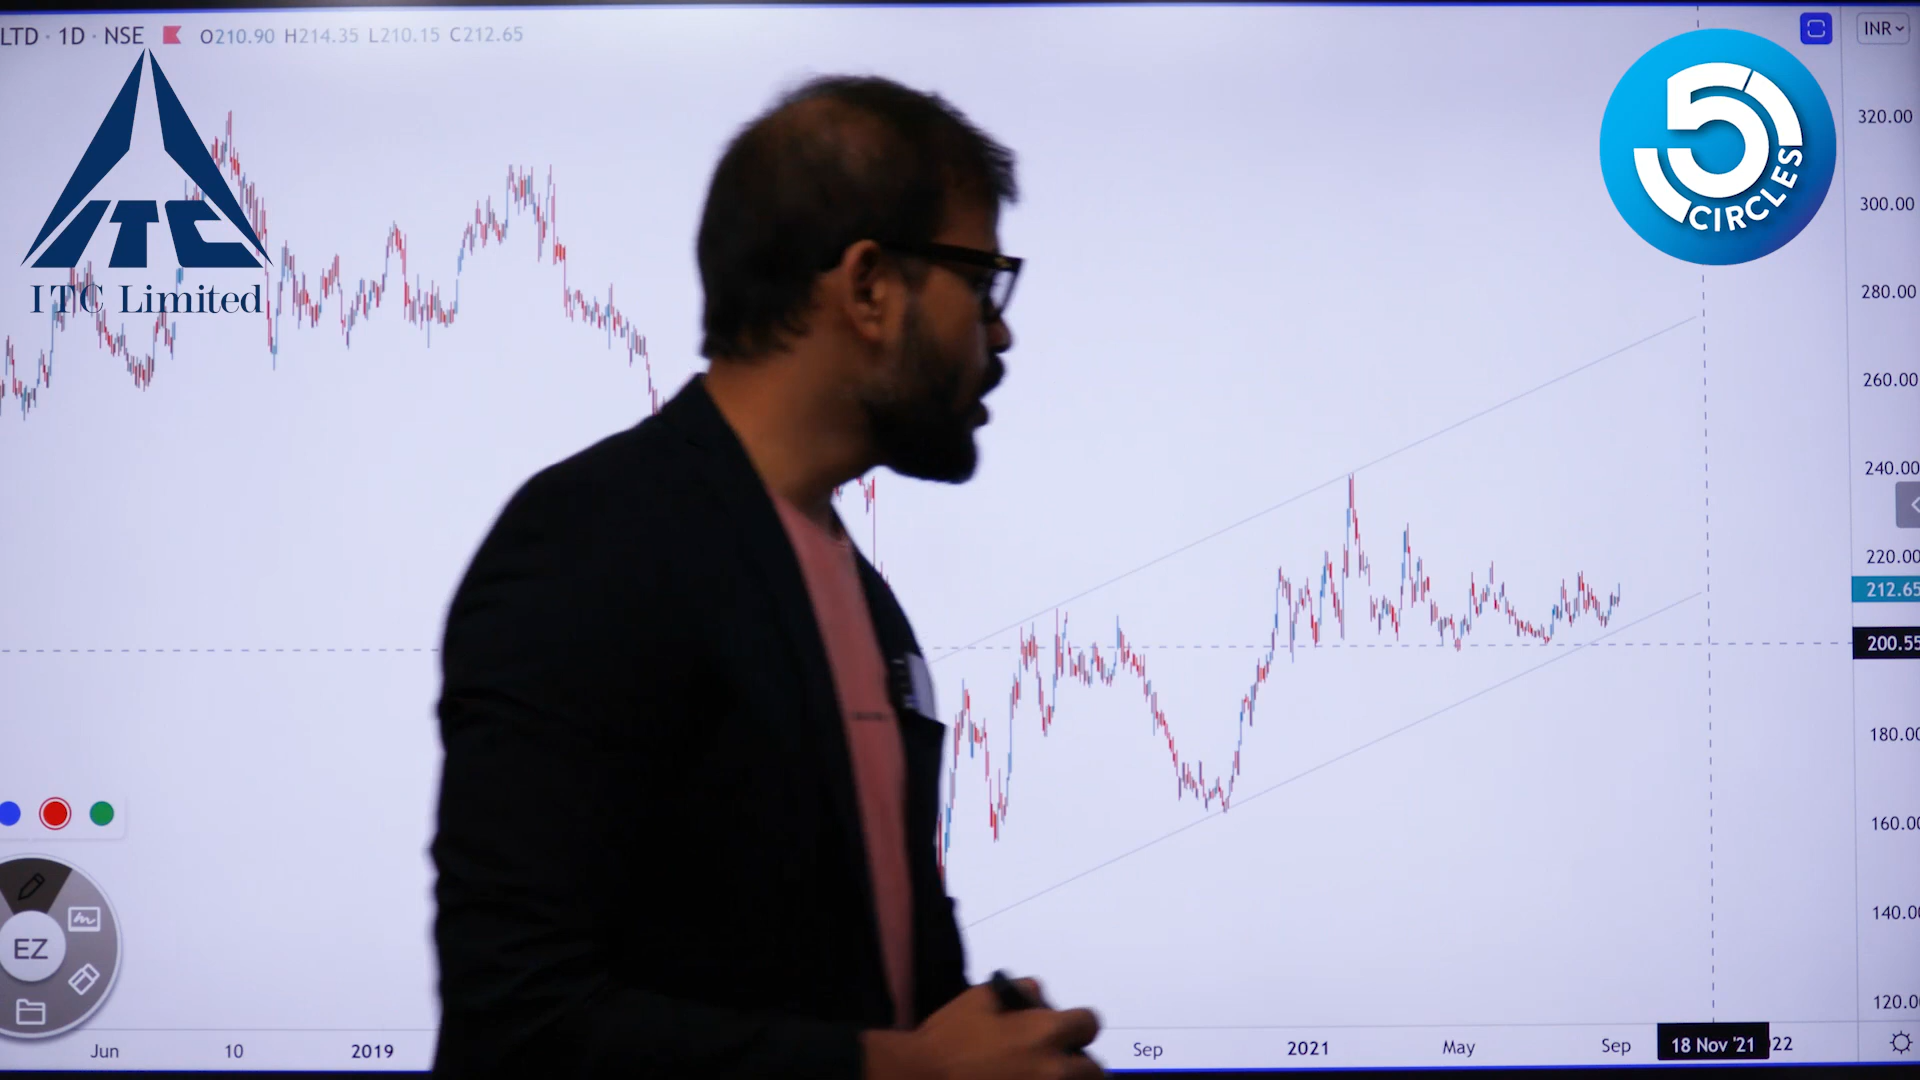 LTD · 1D · NSE O210.90 H214.35 L210.15 C212.65
INR
ITC
ITC Limited
5
CIRCLES
320.00
300.00
280.00
260.00
240.00
220.00
212.65
200.55
180.00
160.00
140.00
120.0
EZ
Jun 10 2019 Sep 2021 May Sep 18 Nov '21 22